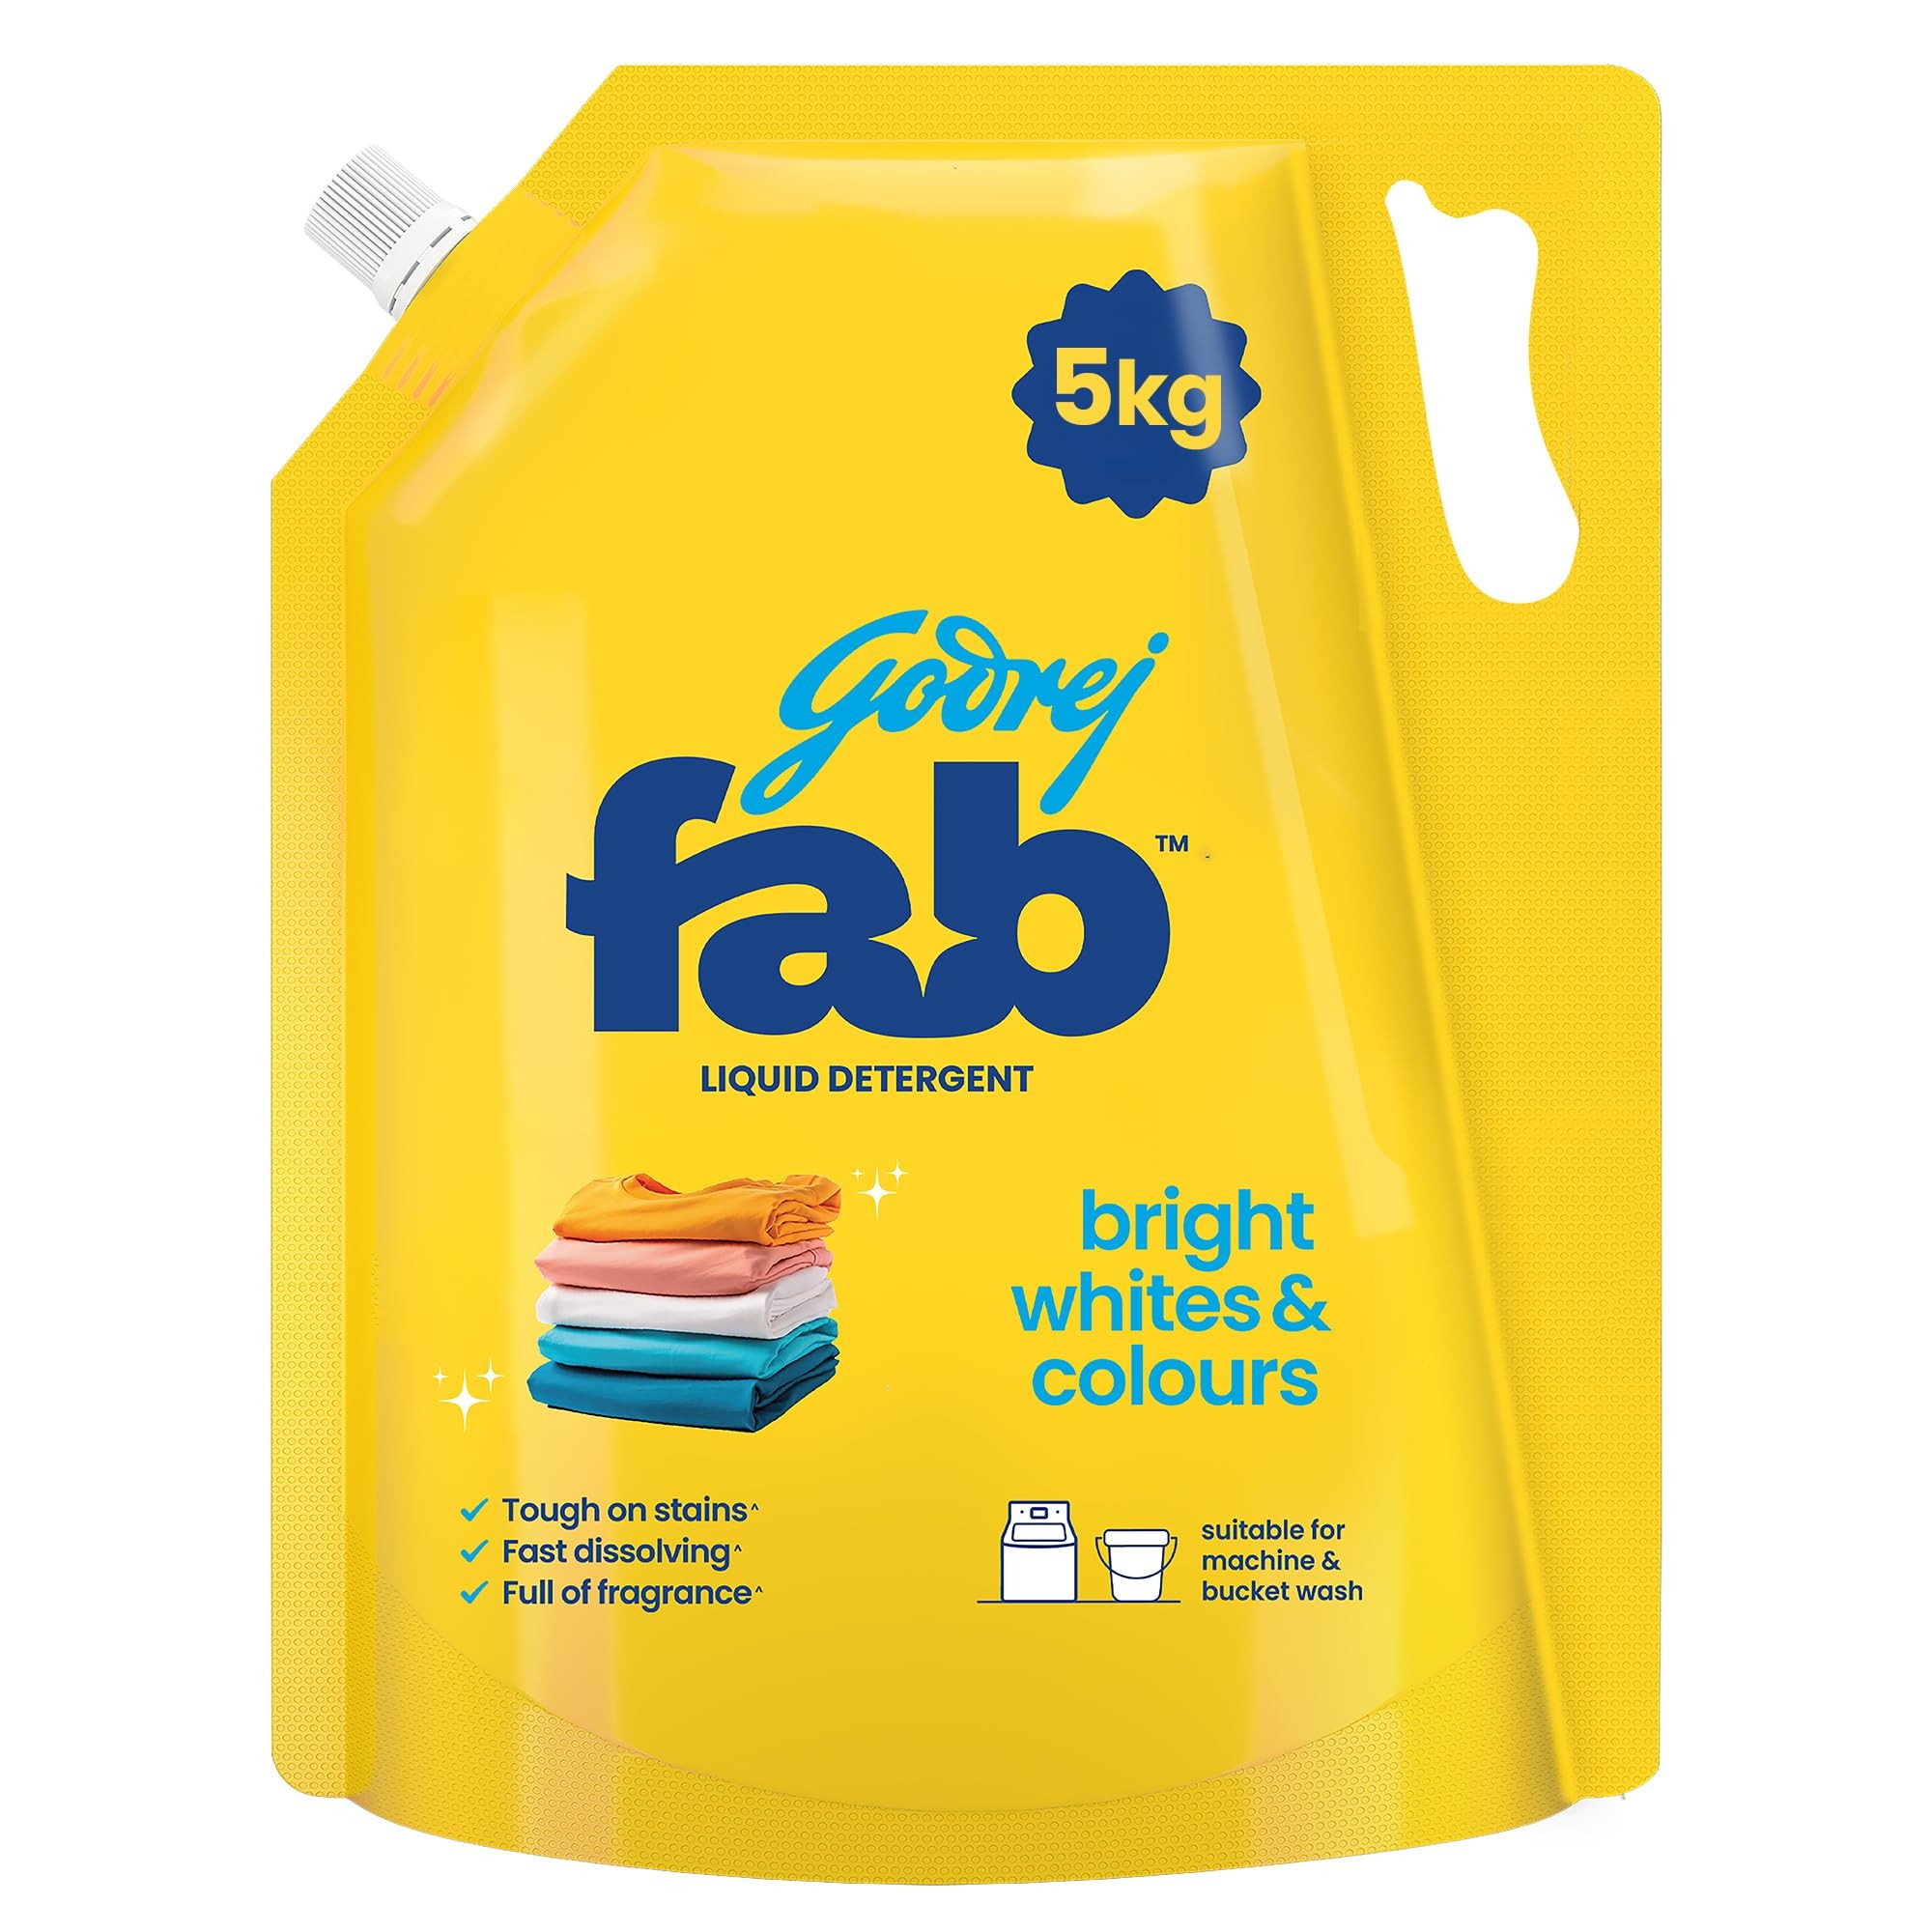 5kg
Godrej
fab™
LIQUID DETERGENT
bright
whites &
colours
Tough on stains^
Fast dissolving^
Full of fragrance^
suitable for
machine &
bucket wash